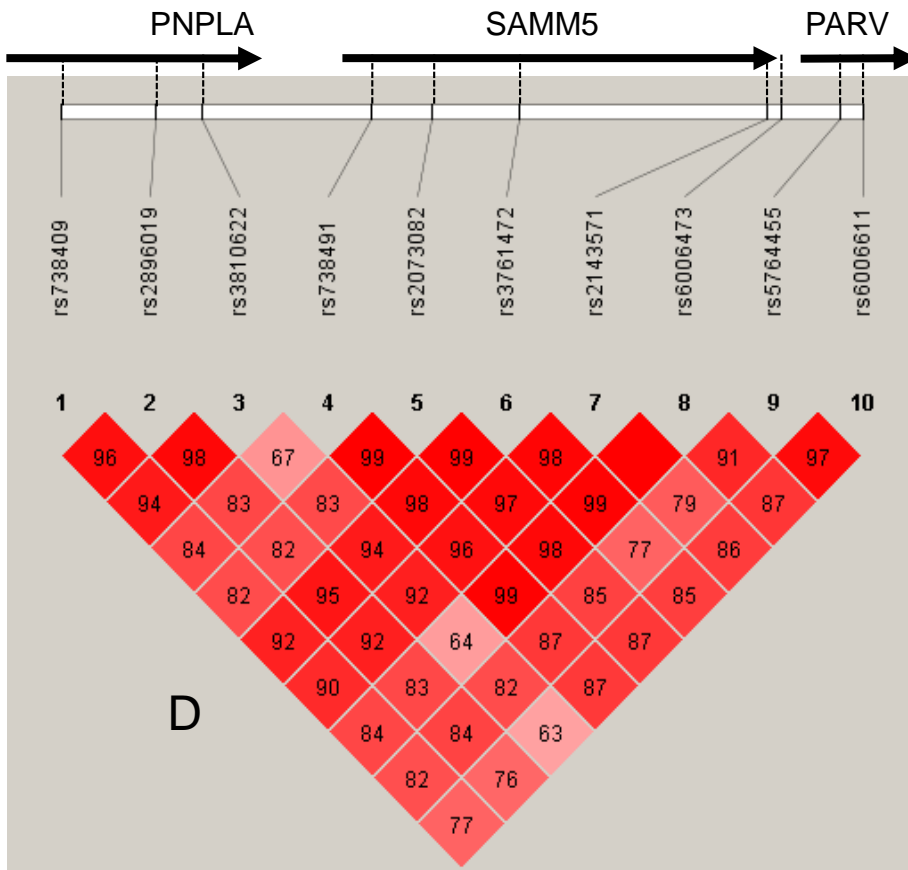 PNPLA SAMM5 PARV
rs738409 rs2896019 rs3810622 rs738491 rs2073082 rs3761472 rs2143571 rs6006473 rs5764455 rs6006611
1 2 3 4 5 6 7 8 9 10
96 98 67 99 99 98 91 97
94 83 83 98 97 99 79 87
84 82 94 96 98 77 86
82 95 92 99 85 85
92 92 64 87 87
90 83 82 87
D
84 84 63
82 76
77